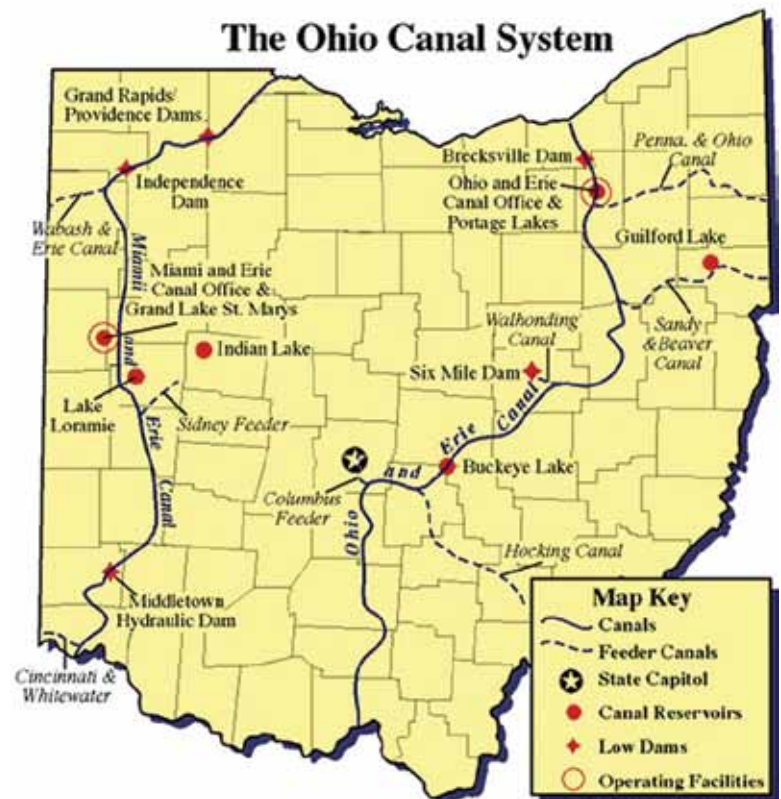 The Ohio Canal System
Grand Rapids/
Providence Dams
Independence
Dam
Wabash &
Erie Canal
Miami and Erie
Canal Office &
Grand Lake St. Marys
Indian Lake
Lake
Loramie
Sidney Feeder
Miami and Erie Canal
Middletown
Hydraulic Dam
Cincinnati &
Whitewater
Brecksville Dam
Ohio and Erie
Canal Office &
Portage Lakes
Penna. & Ohio
Canal
Guilford Lake
Sandy
& Beaver
Canal
Walhonding
Canal
Six Mile Dam
Buckeye Lake
Columbus
Feeder
Ohio and Erie Canal
Hocking Canal
Map Key
Canals
Feeder Canals
State Capitol
Canal Reservoirs
Low Dams
Operating Facilities